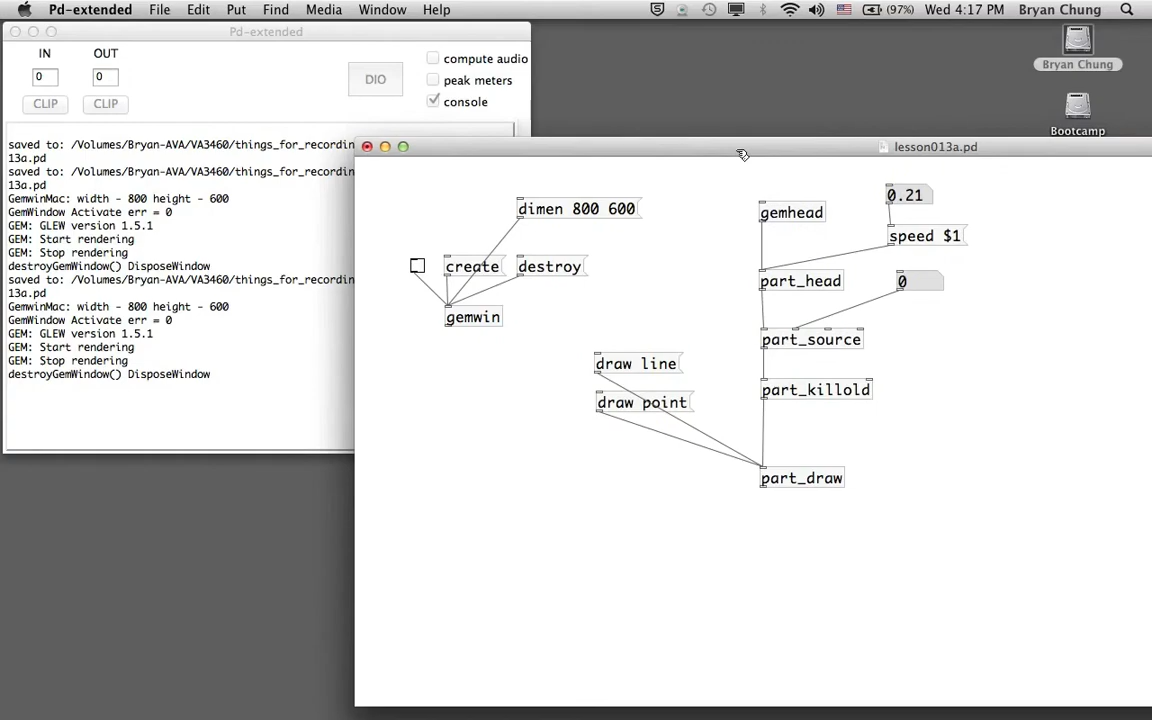 Pd-extended File Edit Put Find Media Window Help (97%) Wed 4:17 PM Bryan Chung
Pd-extended
IN OUT
0 0
CLIP CLIP
DIO
compute audio
peak meters
console
saved to: /Volumes/Bryan-AVA/VA3460/things_for_recordin
13a.pd
saved to: /Volumes/Bryan-AVA/VA3460/things_for_recordin
13a.pd
GemwinMac: width - 800 height - 600
GemWindow Activate err = 0
GEM: GLEW version 1.5.1
GEM: Start rendering
GEM: Stop rendering
destroyGemWindow() DisposeWindow
saved to: /Volumes/Bryan-AVA/VA3460/things_for_recordin
13a.pd
GemwinMac: width - 800 height - 600
GemWindow Activate err = 0
GEM: GLEW version 1.5.1
GEM: Start rendering
GEM: Stop rendering
destroyGemWindow() DisposeWindow
Bryan Chung
Bootcamp
lesson013a.pd
dimen 800 600
create destroy
gemwin
draw line
draw point
gemhead
0.21
speed $1
part_head
0
part_source
part_killold
part_draw